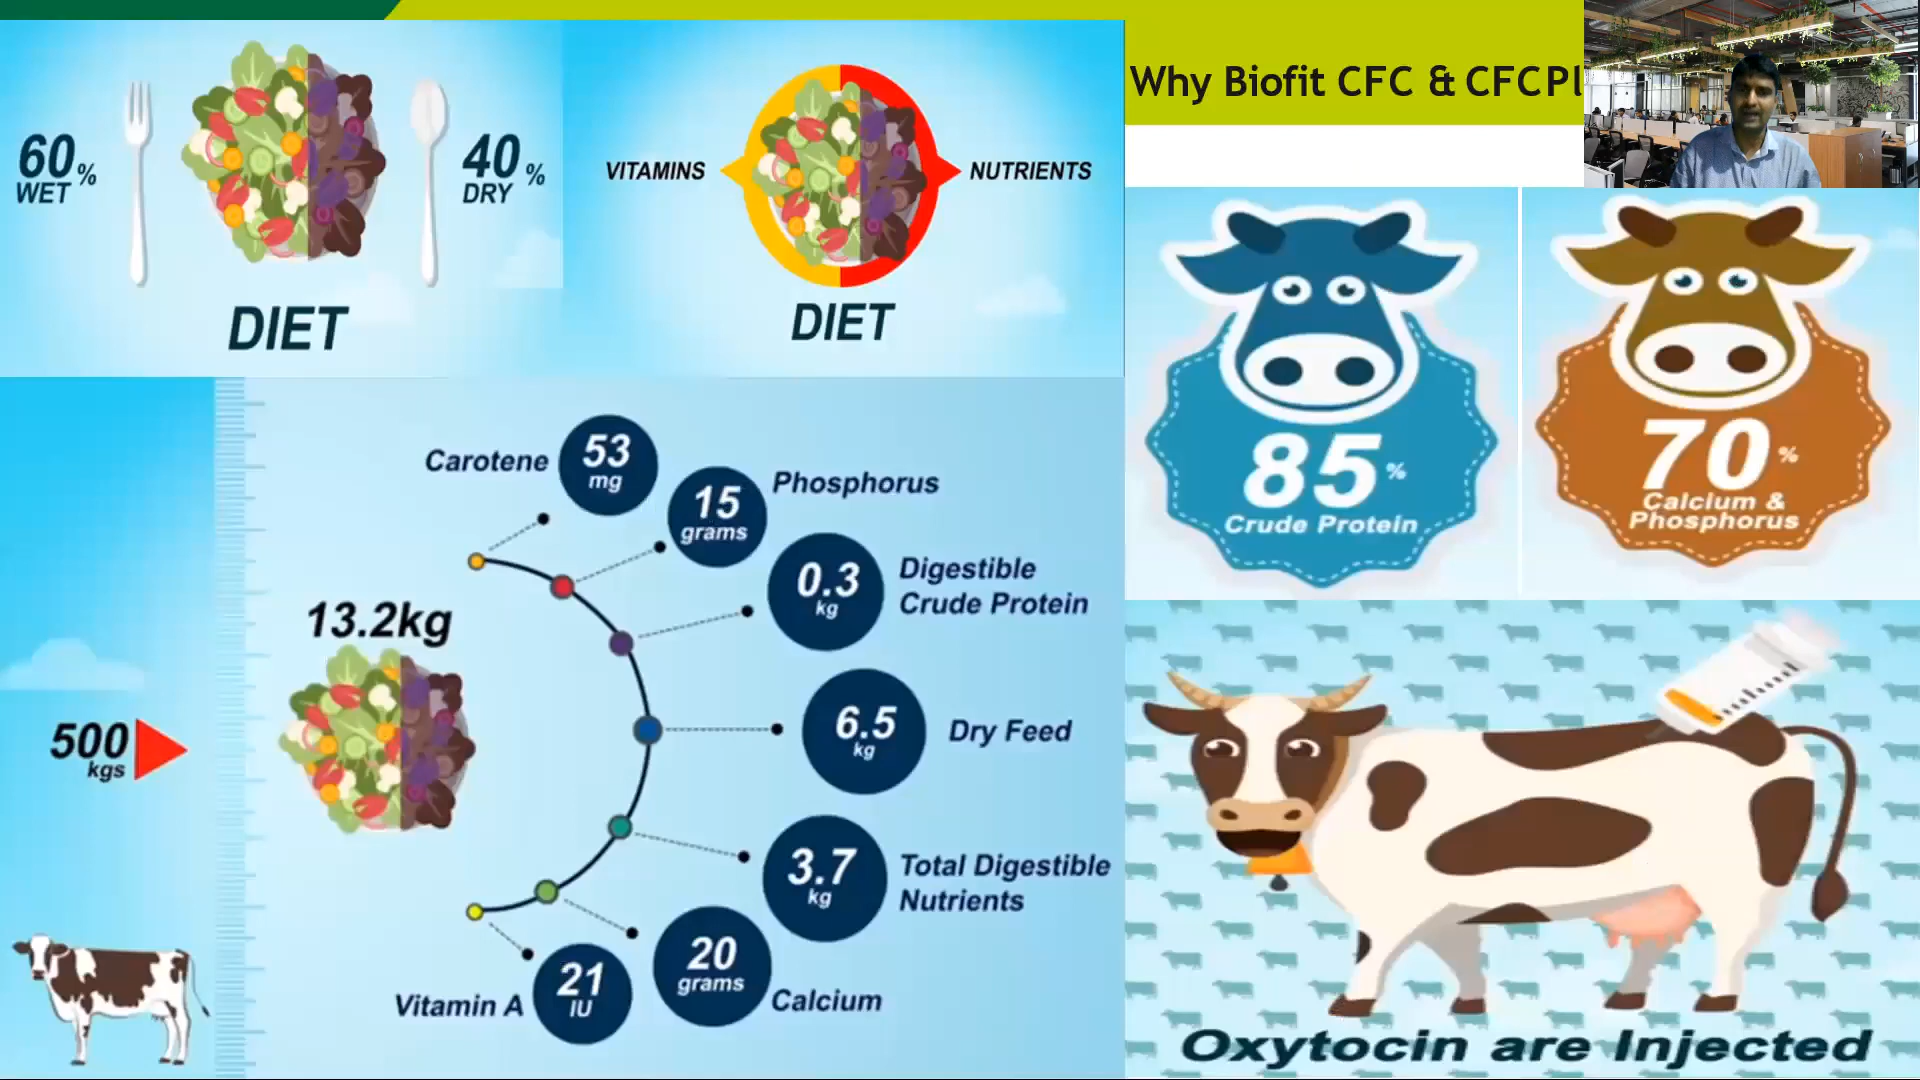 Why Biofit CFC & CFC Pl
60 %
WET
40 %
DRY
DIET
VITAMINS
NUTRIENTS
DIET
85 %
Crude Protein
70 %
Calcium &
Phosphorus
500
kgs
13.2kg
Carotene
53
mg
15
grams
Phosphorus
0.3
kg
Digestible
Crude Protein
6.5
kg
Dry Feed
3.7
kg
Total Digestible
Nutrients
20
grams
Calcium
Vitamin A
21
IU
Oxytocin are Injected